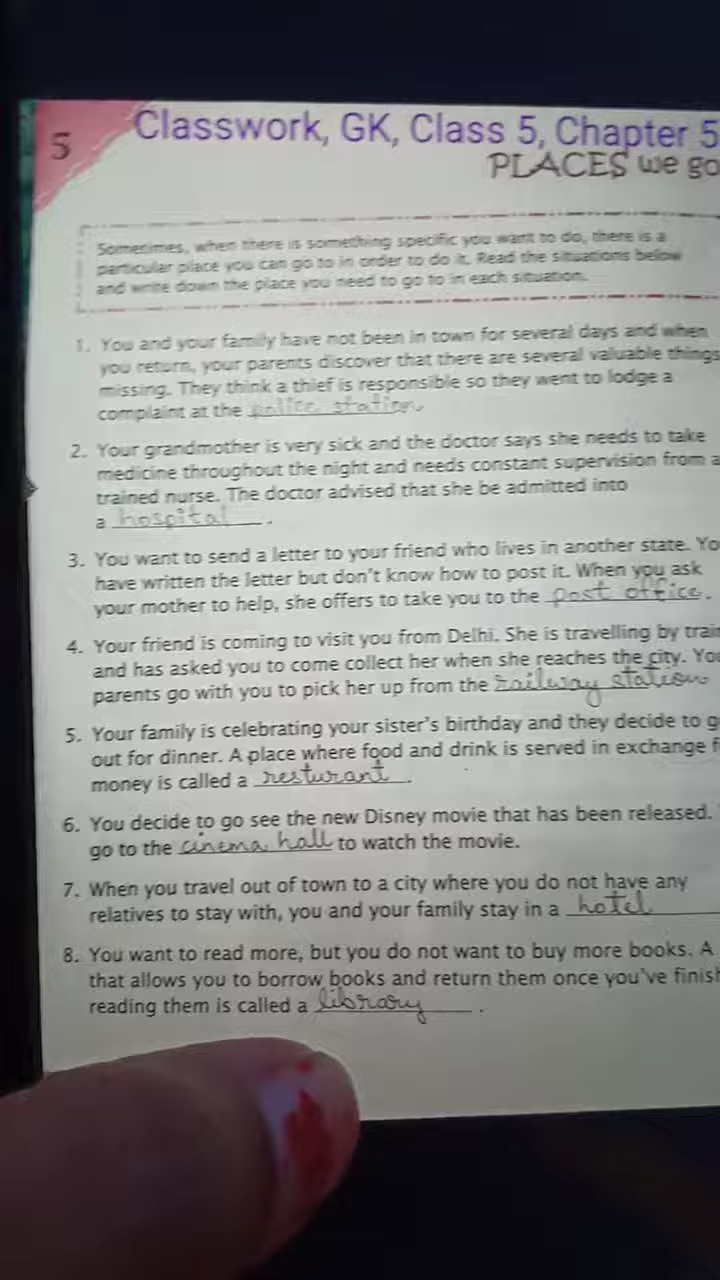 5
Classwork, GK, Class 5, Chapter 5
PLACES we go
Sometimes, when there is something specific you want to do, there is a
particular place you can go to in order to do it. Read the situations below
and write down the place you need to go to in each situation.
1. You and your family have not been in town for several days and when
you return, your parents discover that there are several valuable things
missing. They think a thief is responsible so they went to lodge a
complaint at the police station
2. Your grandmother is very sick and the doctor says she needs to take
medicine throughout the night and needs constant supervision from a
trained nurse. The doctor advised that she be admitted into
a hospital.
3. You want to send a letter to your friend who lives in another state. Yo
have written the letter but don't know how to post it. When you ask
your mother to help, she offers to take you to the post office.
4. Your friend is coming to visit you from Delhi. She is travelling by train
and has asked you to come collect her when she reaches the city. You
parents go with you to pick her up from the railway station
5. Your family is celebrating your sister's birthday and they decide to g
out for dinner. A place where food and drink is served in exchange f
money is called a resturant.
6. You decide to go see the new Disney movie that has been released.
go to the cinema hall to watch the movie.
7. When you travel out of town to a city where you do not have any
relatives to stay with, you and your family stay in a hotel
8. You want to read more, but you do not want to buy more books. A
that allows you to borrow books and return them once you've finish
reading them is called a library.